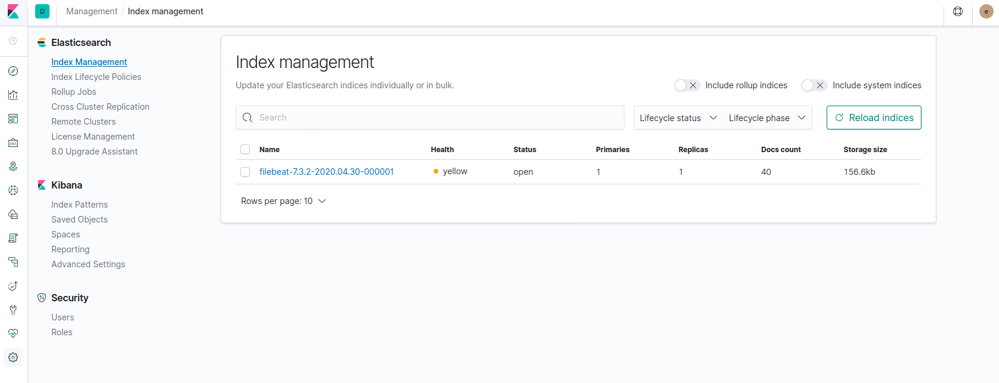 D Management / Index management e
Elasticsearch
Index Management
Index Lifecycle Policies
Rollup Jobs
Cross Cluster Replication
Remote Clusters
License Management
8.0 Upgrade Assistant
Kibana
Index Patterns
Saved Objects
Spaces
Reporting
Advanced Settings
Security
Users
Roles
Index management
Update your Elasticsearch indices individually or in bulk. Include rollup indices Include system indices
Search Lifecycle status Lifecycle phase Reload indices
Name Health Status Primaries Replicas Docs count Storage size
filebeat-7.3.2-2020.04.30-000001 yellow open 1 1 40 156.6kb
Rows per page: 10